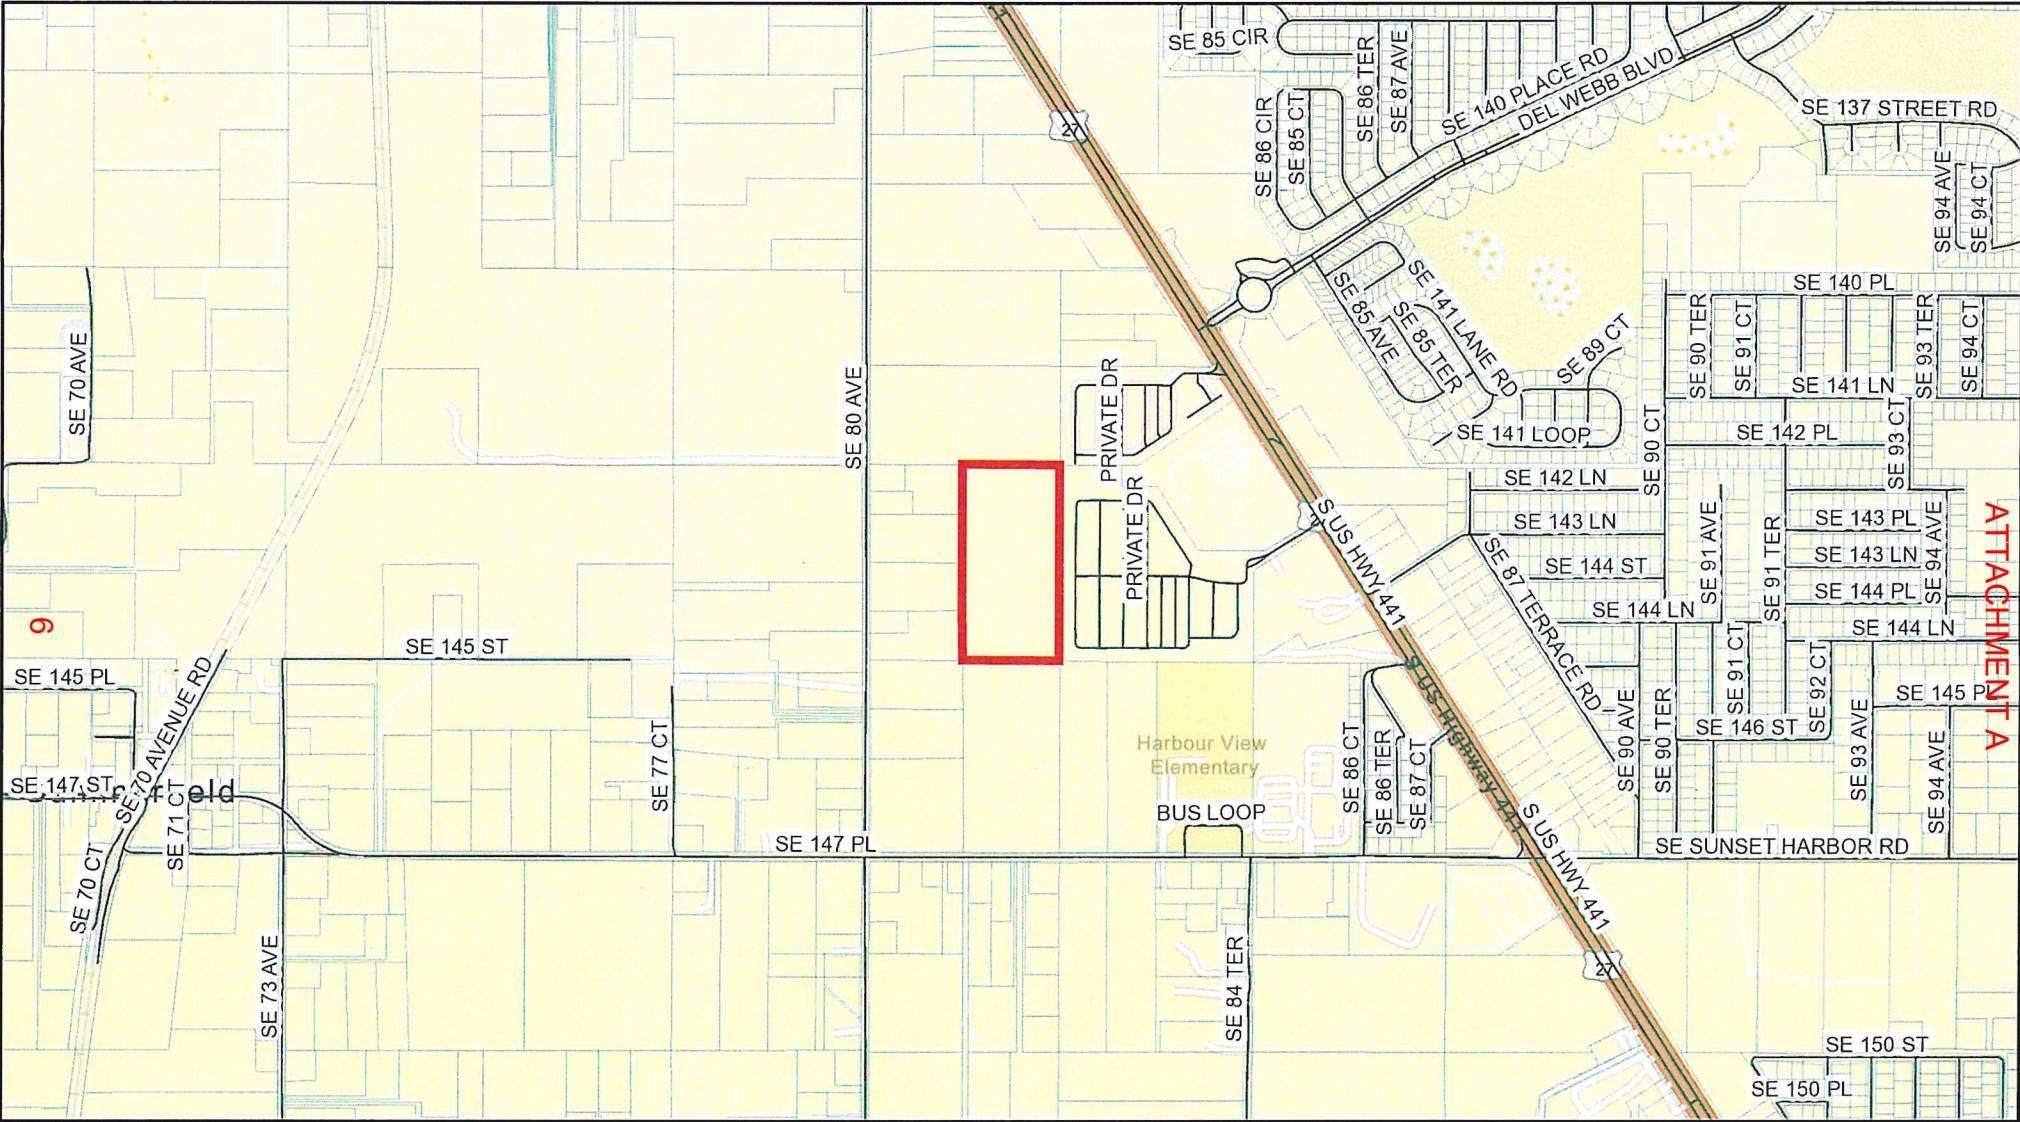 SE 85 CIR
SE 86 TER
SE 87 AVE
SE 140 PLACE RD
DEL WEBB BLVD
SE 137 STREET RD
27
SE 86 CIR
SE 85 CT
SE 94 AVE
SE 94 CT
SE 70 AVE
SE 80 AVE
PRIVATE DR
SE 85 AVE
SE 85 TER
SE 141 LANE RD
SE 89 CT
SE 140 PL
SE 90 TER
SE 91 CT
SE 93 TER
SE 94 CT
SE 141 LN
SE 141 LOOP
SE 90 CT
SE 142 PL
SE 93 CT
SE 142 LN
PRIVATE DR
S US HWY 441
SE 143 LN
SE 91 AVE
SE 91 TER
SE 143 PL
SE 94 AVE
SE 143 LN
SE 144 ST
SE 87 TERRACE RD
SE 144 PL
SE 144 LN
SE 144 LN
ATTACHMENT A
9
SE 145 ST
SE 145 PL
SE 70 AVENUE RD
SE 77 CT
S US Highway 441
SE 90 AVE
SE 90 TER
SE 91 CT
SE 92 CT
SE 145 PL
SE 146 ST
SE 93 AVE
SE 94 AVE
Harbour View
Elementary
SE 86 CT
SE 86 TER
SE 87 CT
SE 147 ST
SE 71 CT
BUS LOOP
SE 147 PL
S US HWY 441
SE SUNSET HARBOR RD
SE 70 CT
SE 73 AVE
SE 84 TER
27
SE 150 ST
SE 150 PL